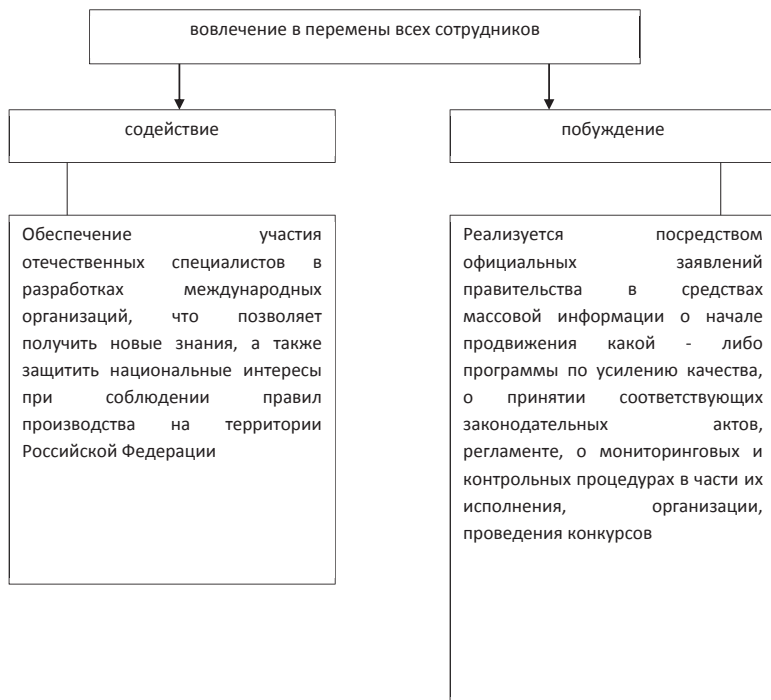 вовлечение в перемены всех сотрудников
содействие
побуждение
Обеспечение участия
отечественных специалистов в
разработках международных
организаций, что позволяет
получить новые знания, а также
защитить национальные интересы
при соблюдении правил
производства на территории
Российской Федерации
Реализуется посредством
официальных заявлений
правительства в средствах
массовой информации о начале
продвижения какой - либо
программы по усилению качества,
о принятии соответствующих
законодательных актов,
регламенте, о мониторинговых и
контрольных процедурах в части их
исполнения, организации,
проведения конкурсов